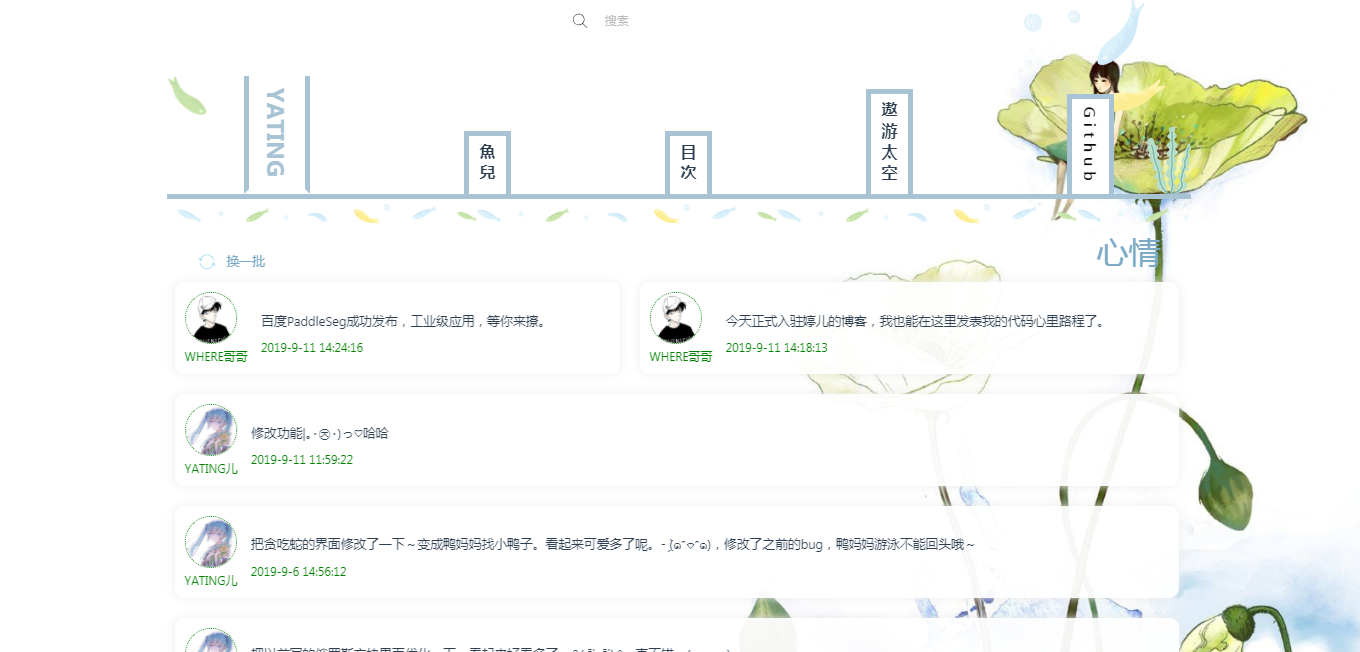 搜索
YATING
魚兒
目次
遨游太空
Github
心情
换一批
百度PaddleSeg成功发布，工业级应用，等你来撩。
2019-9-11 14:24:16
WHERE哥哥
今天正式入驻婷儿的博客，我也能在这里发表我的代码心里路程了。
2019-9-11 14:18:13
WHERE哥哥
修改功能|｡･㉨･)っ♡哈哈
2019-9-11 11:59:22
YATING儿
把贪吃蛇的界面修改了一下～变成鸭妈妈找小鸭子。看起来可爱多了呢。- ̗̀(๑ᵔ⌔ᵔ๑)，修改了之前的bug，鸭妈妈游泳不能回头哦～
2019-9-6 14:56:12
YATING儿